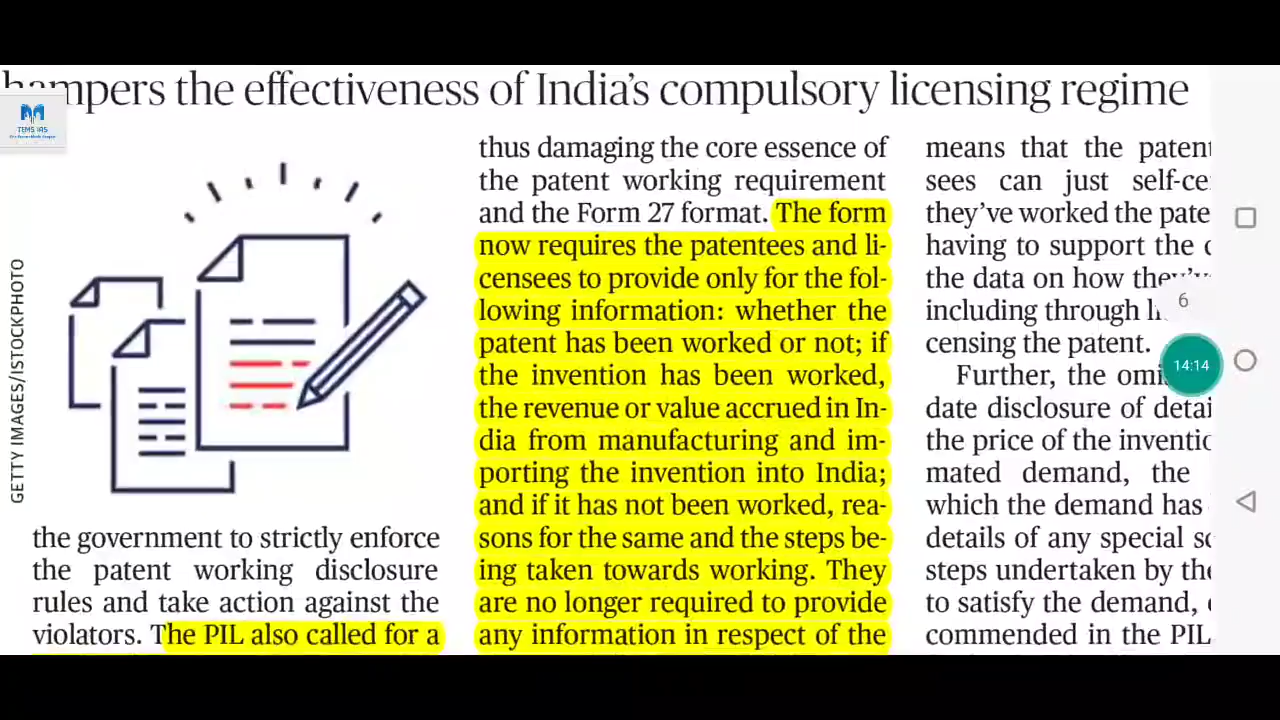 hampers the effectiveness of India's compulsory licensing regime
TEMS IAS
GETTY IMAGES/ISTOCKPHOTO
the government to strictly enforce
the patent working disclosure
rules and take action against the
violators. The PIL also called for a
thus damaging the core essence of
the patent working requirement
and the Form 27 format. The form
now requires the patentees and li-
censees to provide only for the fol-
lowing information: whether the
patent has been worked or not; if
the invention has been worked,
the revenue or value accrued in In-
dia from manufacturing and im-
porting the invention into India;
and if it has not been worked, rea-
sons for the same and the steps be-
ing taken towards working. They
are no longer required to provide
any information in respect of the
means that the patent
sees can just self-ce
they've worked the pate
having to support the
the data on how
including through
censing the patent.
Further, the omi
date disclosure of detai
the price of the inventio
mated demand, the
which the demand has
details of any special
steps undertaken by the
to satisfy the demand,
commended in the PIL
6
14:14